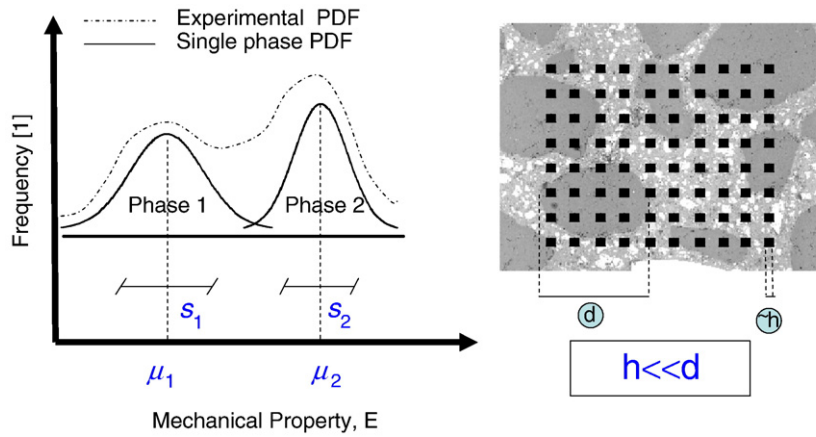 Experimental PDF
Single phase PDF
Frequency [1]
Phase 1
Phase 2
s1
s2
μ1
μ2
Mechanical Property, E
d
~h
h<<d